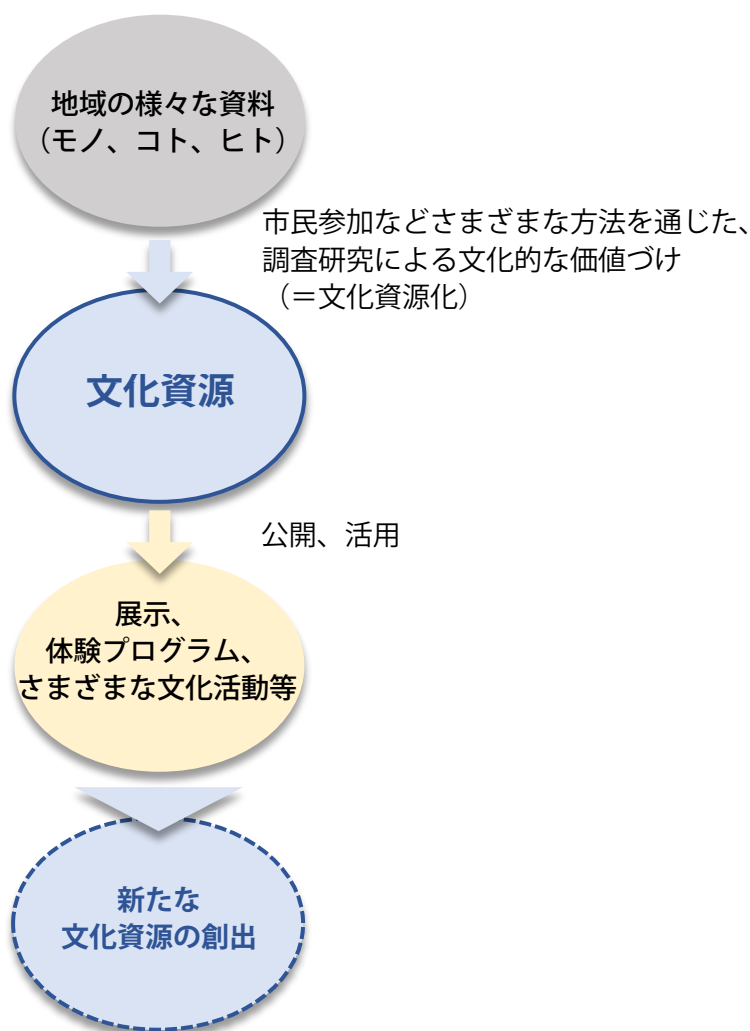 地域の様々な資料
（モノ、コト、ヒト）
市民参加などさまざまな方法を通じた、
調査研究による文化的な価値づけ
（＝文化資源化）
文化資源
公開、活用
展示、
体験プログラム、
さまざまな文化活動等
新たな
文化資源の創出